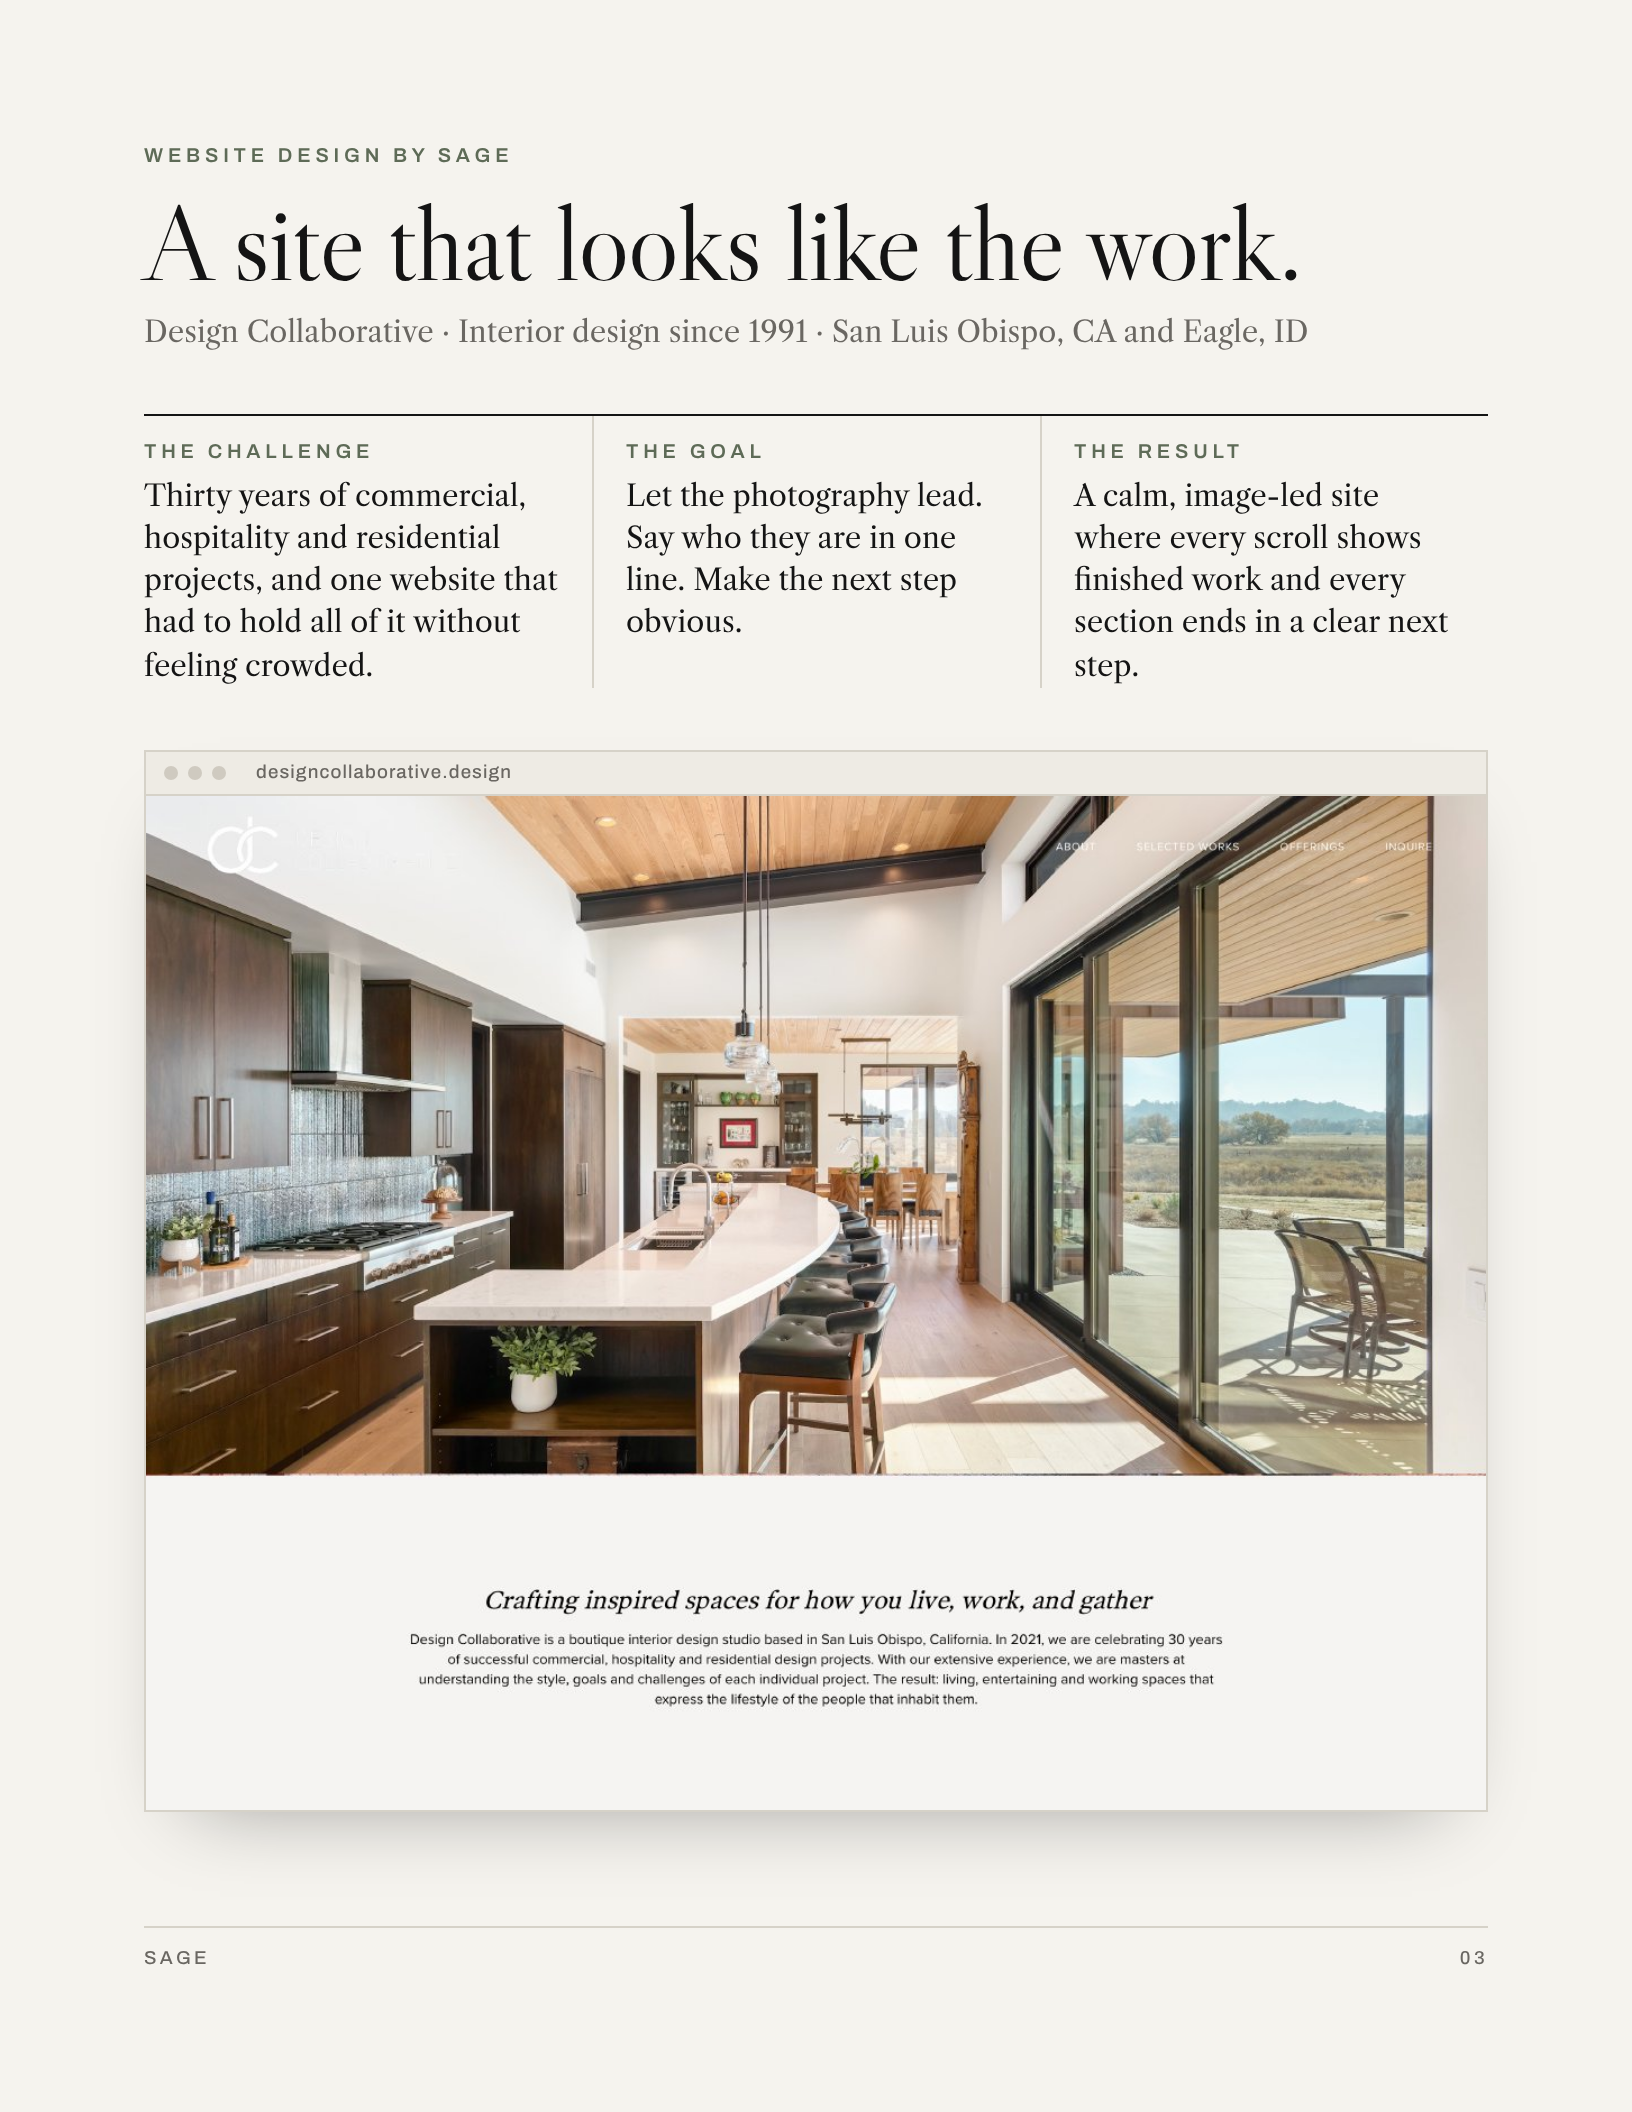 WEBSITE DESIGN BY SAGE
A site that looks like the work.
Design Collaborative · Interior design since 1991 · San Luis Obispo, CA and Eagle, ID
THE CHALLENGE
Thirty years of commercial,
hospitality and residential
projects, and one website that
had to hold all of it without
feeling crowded.
THE GOAL
Let the photography lead.
Say who they are in one
line. Make the next step
obvious.
THE RESULT
A calm, image-led site
where every scroll shows
finished work and every
section ends in a clear next
step.
designcollaborative.design
dc
ABOUT SELECTED WORKS OFFERINGS INQUIRE
Crafting inspired spaces for how you live, work, and gather
Design Collaborative is a boutique interior design studio based in San Luis Obispo, California. In 2021, we are celebrating 30 years
of successful commercial, hospitality and residential design projects. With our extensive experience, we are masters at
understanding the style, goals and challenges of each individual project. The result: living, entertaining and working spaces that
express the lifestyle of the people that inhabit them.
SAGE
03